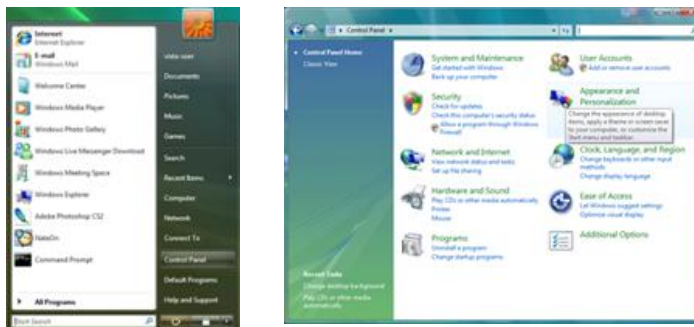 Internet
Internet Explorer
E-mail
Windows Mail
Welcome Center
Windows Media Player
Windows Photo Gallery
Windows Live Messenger Download
Windows Meeting Space
Windows Explorer
Adobe Photoshop CS2
NateOn
Command Prompt
All Programs
Start Search
vista user
Documents
Pictures
Music
Games
Search
Recent Items
Computer
Network
Connect To
Control Panel
Default Programs
Help and Support
Control Panel
Control Panel Home
Classic View
System and Maintenance
Get started with Windows
Back up your computer
Security
Check for updates
Check this computer's security status
Allow a program through Windows
Firewall
Network and Internet
View network status and tasks
Set up file sharing
Hardware and Sound
Play CDs or other media automatically
Printer
Mouse
Programs
Uninstall a program
Change startup programs
User Accounts
Add or remove user accounts
Appearance and
Personalization
Change the appearance of desktop
items, apply a theme or screen saver
to your computer, or customize the
Start menu and taskbar.
Clock, Language, and Region
Change keyboards or other input
methods
Change display language
Ease of Access
Let Windows suggest settings
Optimize visual display
Additional Options
Recent Tasks
Change desktop background
Play CDs or other media
automatically